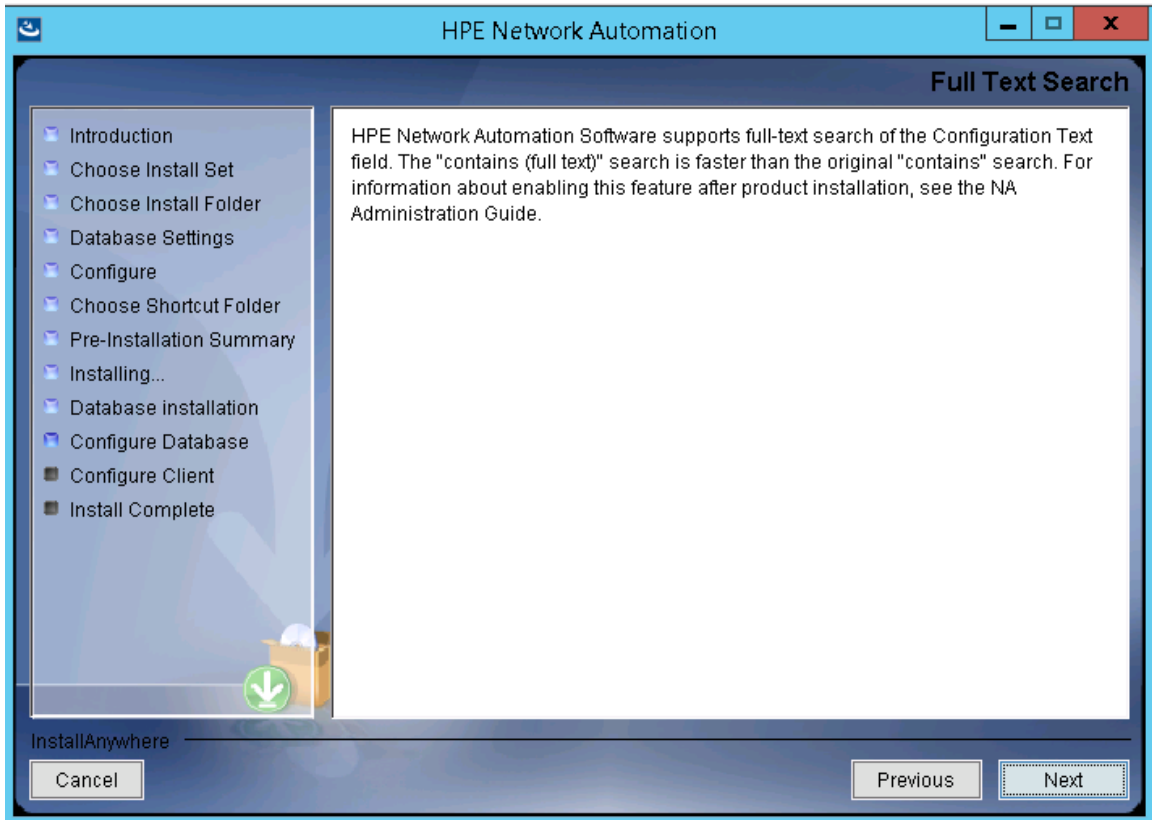 HPE Network Automation
Full Text Search
Introduction
Choose Install Set
Choose Install Folder
Database Settings
Configure
Choose Shortcut Folder
Pre-Installation Summary
Installing...
Database installation
Configure Database
Configure Client
Install Complete
HPE Network Automation Software supports full-text search of the Configuration Text
field. The "contains (full text)" search is faster than the original "contains" search. For
information about enabling this feature after product installation, see the NA
Administration Guide.
InstallAnywhere
Cancel
Previous
Next